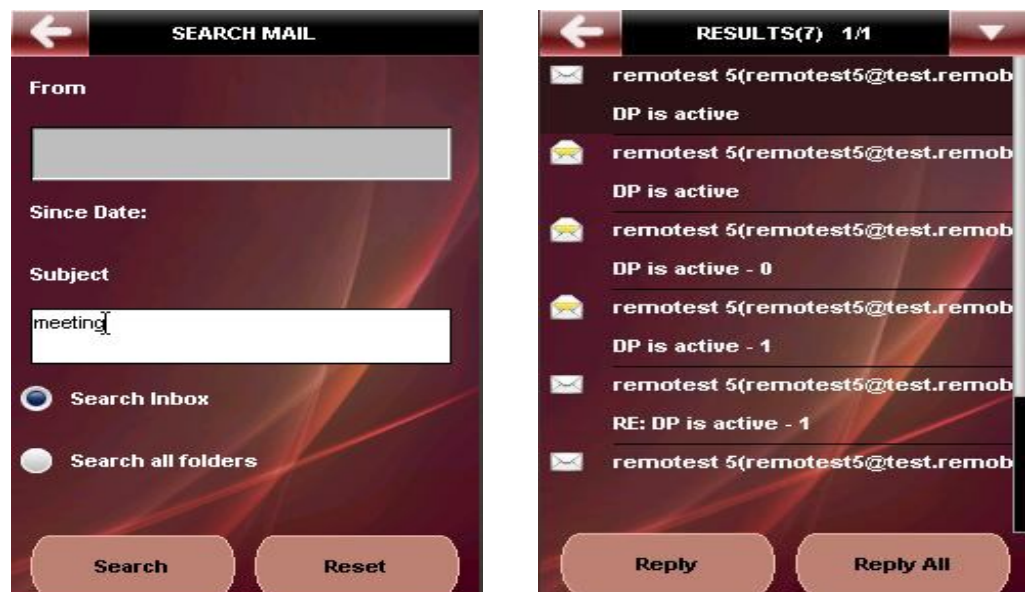 SEARCH MAIL
From
Since Date:
Subject
meeting
Search Inbox
Search all folders
Search
Reset
RESULTS(7) 1/1
remotest 5(remotest5@test.remob
DP is active
remotest 5(remotest5@test.remob
DP is active
remotest 5(remotest5@test.remob
DP is active - 0
remotest 5(remotest5@test.remob
DP is active - 1
remotest 5(remotest5@test.remob
RE: DP is active - 1
remotest 5(remotest5@test.remob
Reply
Reply All